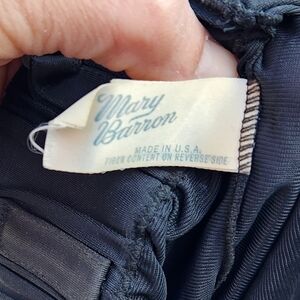 Mary
Barron
MADE IN U.S.A.
FIBER CONTENT ON REVERSE SIDE